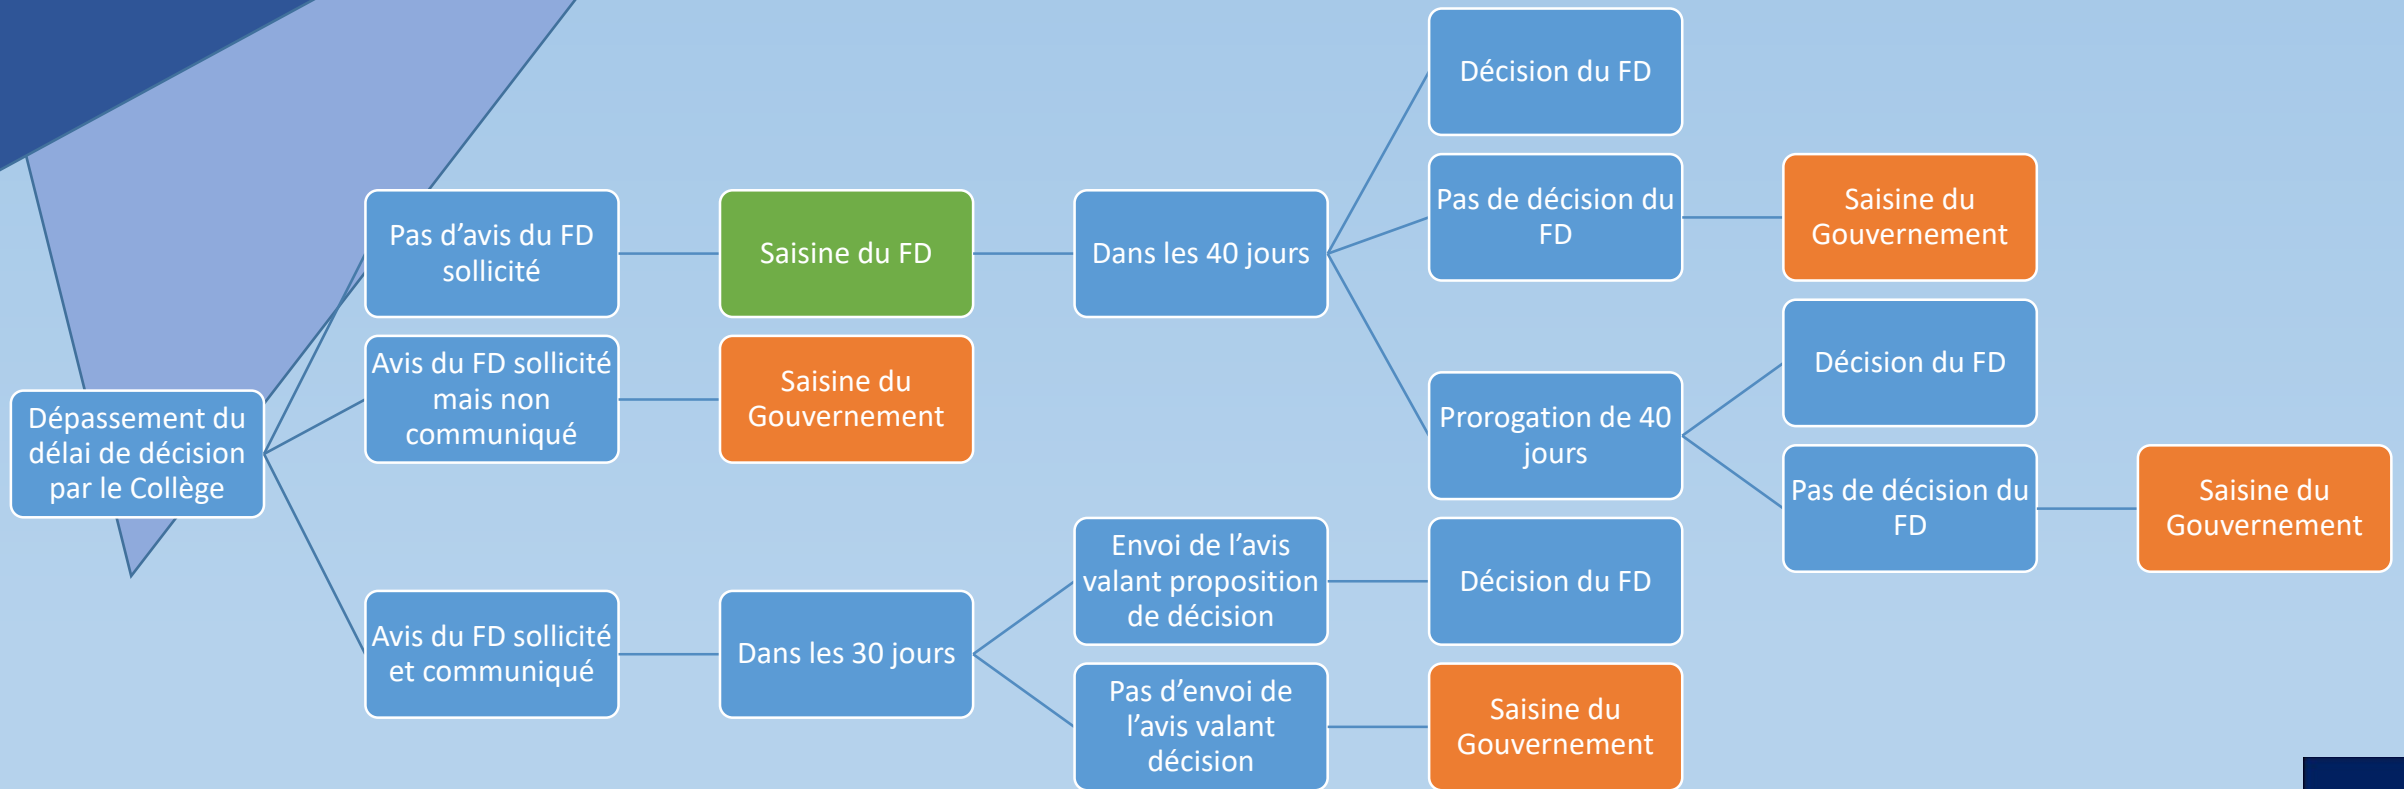 Dépassement du
délai de décision
par le Collège
Pas d’avis du FD
sollicité
Saisine du FD
Dans les 40 jours
Décision du FD
Pas de décision du
FD
Saisine du
Gouvernement
Prorogation de 40
jours
Décision du FD
Pas de décision du
FD
Saisine du
Gouvernement
Avis du FD sollicité
mais non
communiqué
Saisine du
Gouvernement
Avis du FD sollicité
et communiqué
Dans les 30 jours
Envoi de l’avis
valant proposition
de décision
Décision du FD
Pas d’envoi de
l’avis valant
décision
Saisine du
Gouvernement